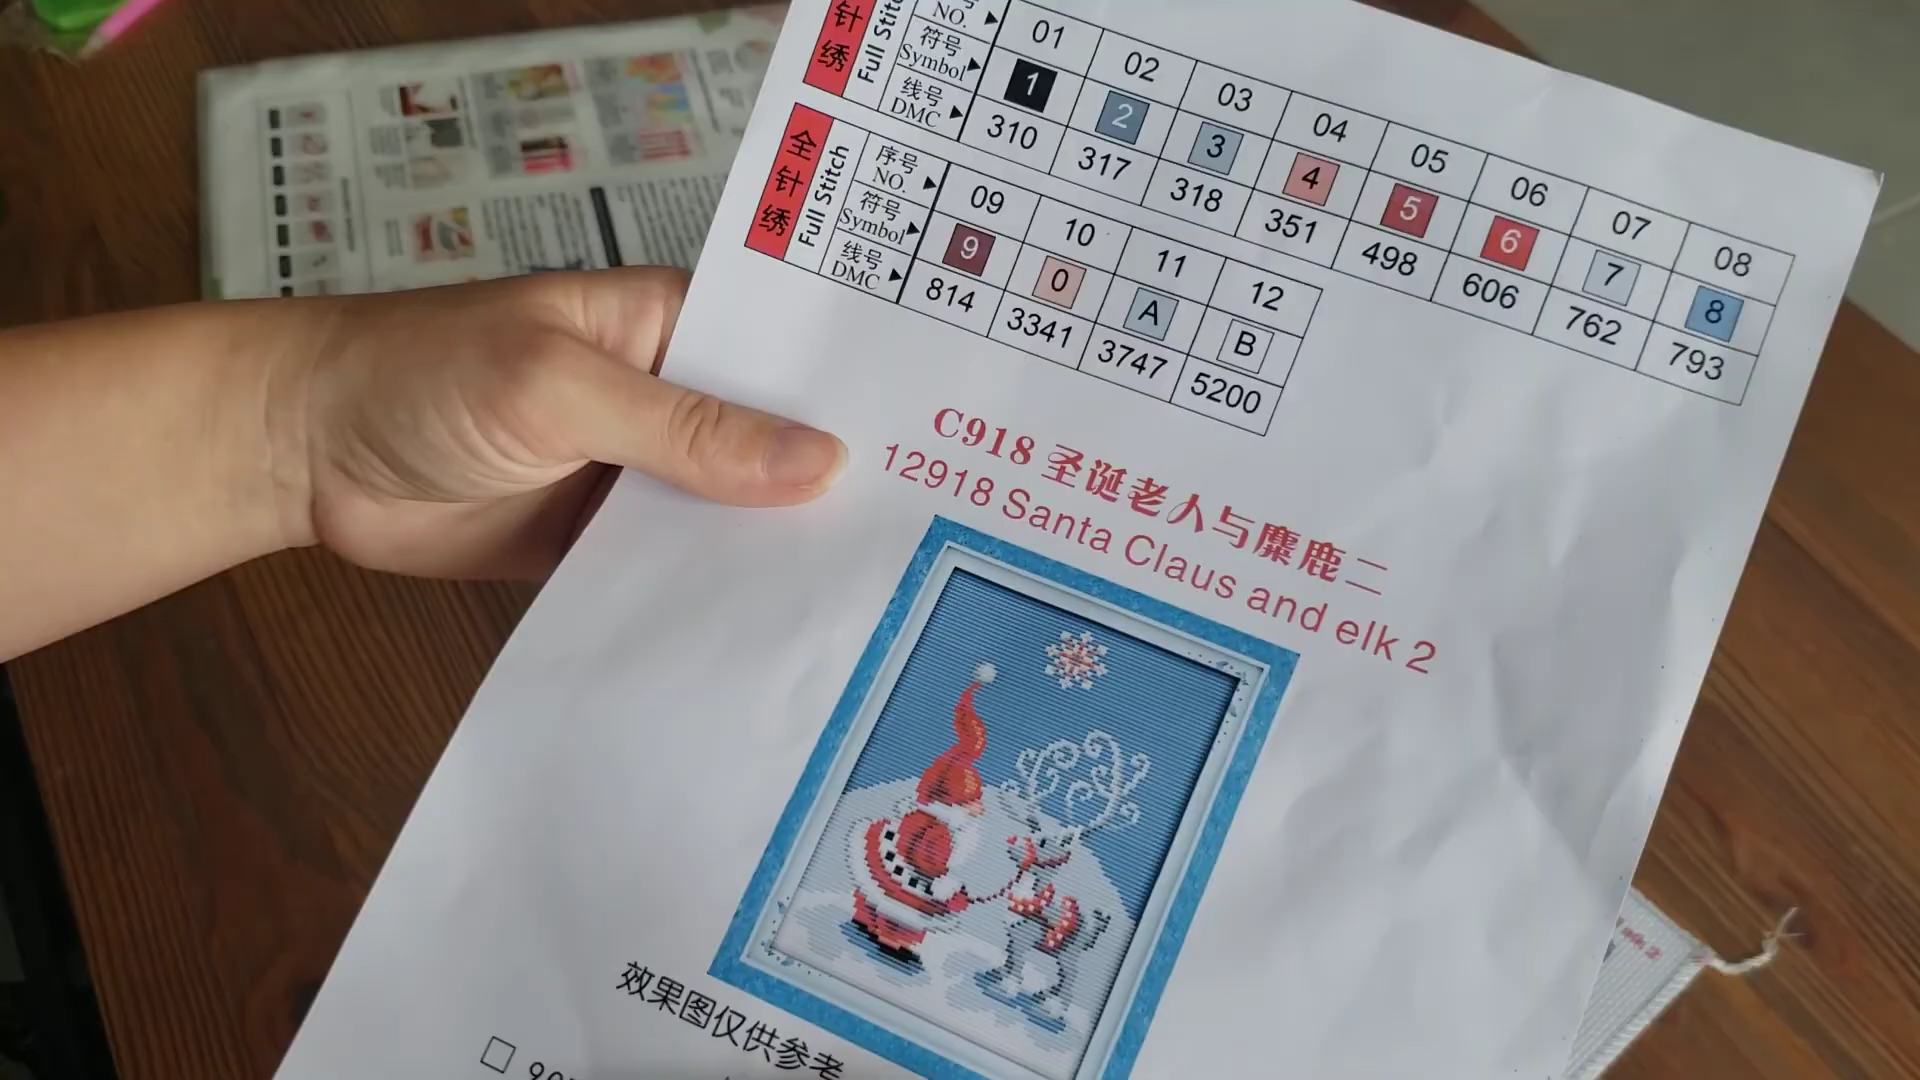 全针绣 Full Stitch
NO. 01 02 03 04 05 06 07 08
符号 Symbol 1 2 3 4 5 6 7 8
线号 DMC 310 317 318 351 498 606 762 793
全针绣 Full Stitch
序号 NO. 09 10 11 12
符号 Symbol 9 0 A B
线号 DMC 814 3341 3747 5200
C918 圣诞老人与麋鹿二
12918 Santa Claus and elk 2
效果图仅供参考